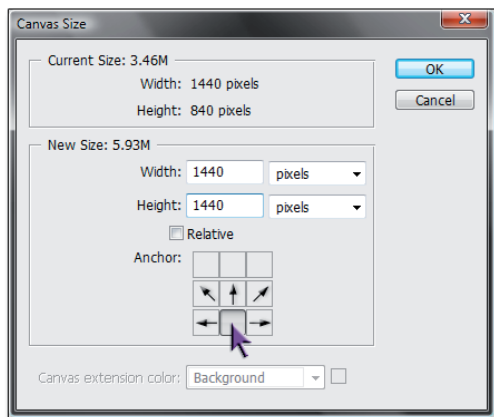 Canvas Size
Current Size: 3.46M
Width: 1440 pixels
Height: 840 pixels
OK
Cancel
New Size: 5.93M
Width: 1440 pixels
Height: 1440 pixels
Relative
Anchor:
Canvas extension color: Background